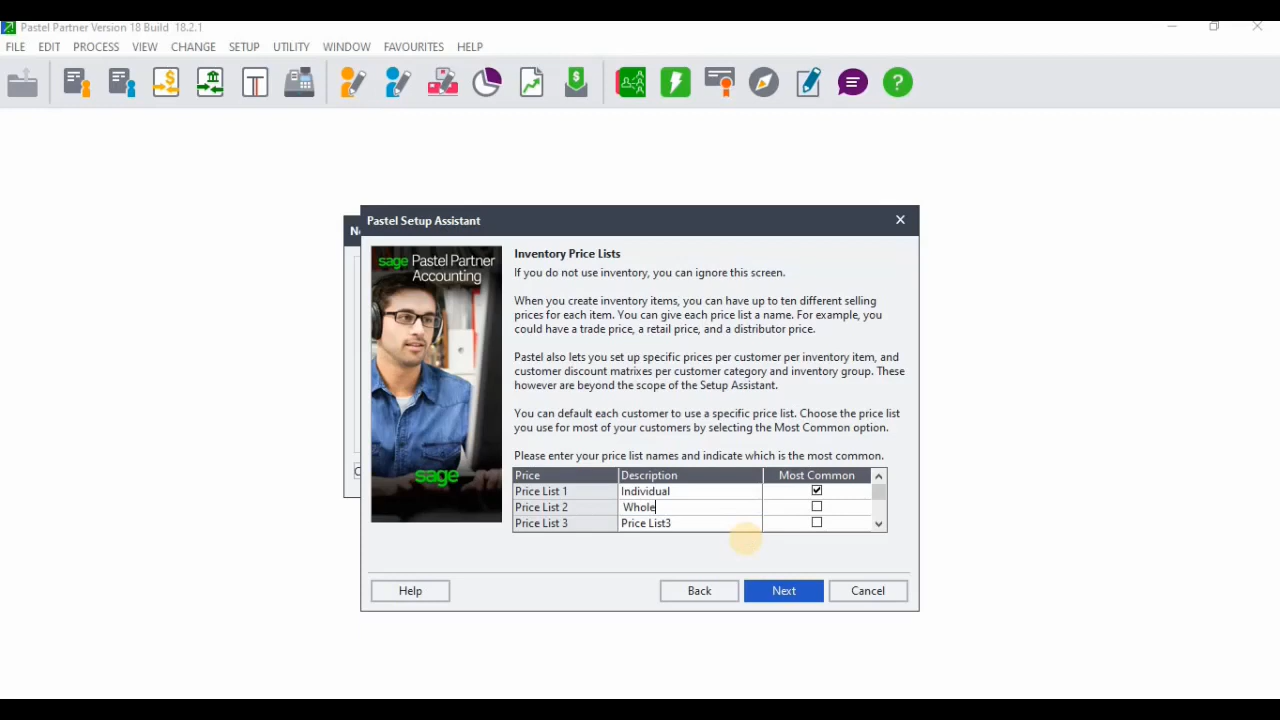 Pastel Partner Version 18 Build 18.2.1
FILE EDIT PROCESS VIEW CHANGE SETUP UTILITY WINDOW FAVOURITES HELP
Pastel Setup Assistant
sage Pastel Partner
Accounting
sage
Inventory Price Lists
If you do not use inventory, you can ignore this screen.
When you create inventory items, you can have up to ten different selling
prices for each item. You can give each price list a name. For example, you
could have a trade price, a retail price, and a distributor price.
Pastel also lets you set up specific prices per customer per inventory item, and
customer discount matrixes per customer category and inventory group. These
however are beyond the scope of the Setup Assistant.
You can default each customer to use a specific price list. Choose the price list
you use for most of your customers by selecting the Most Common option.
Please enter your price list names and indicate which is the most common.
Price Description Most Common
Price List 1 Individual
Price List 2 Whole
Price List 3 Price List3
Help Back Next Cancel